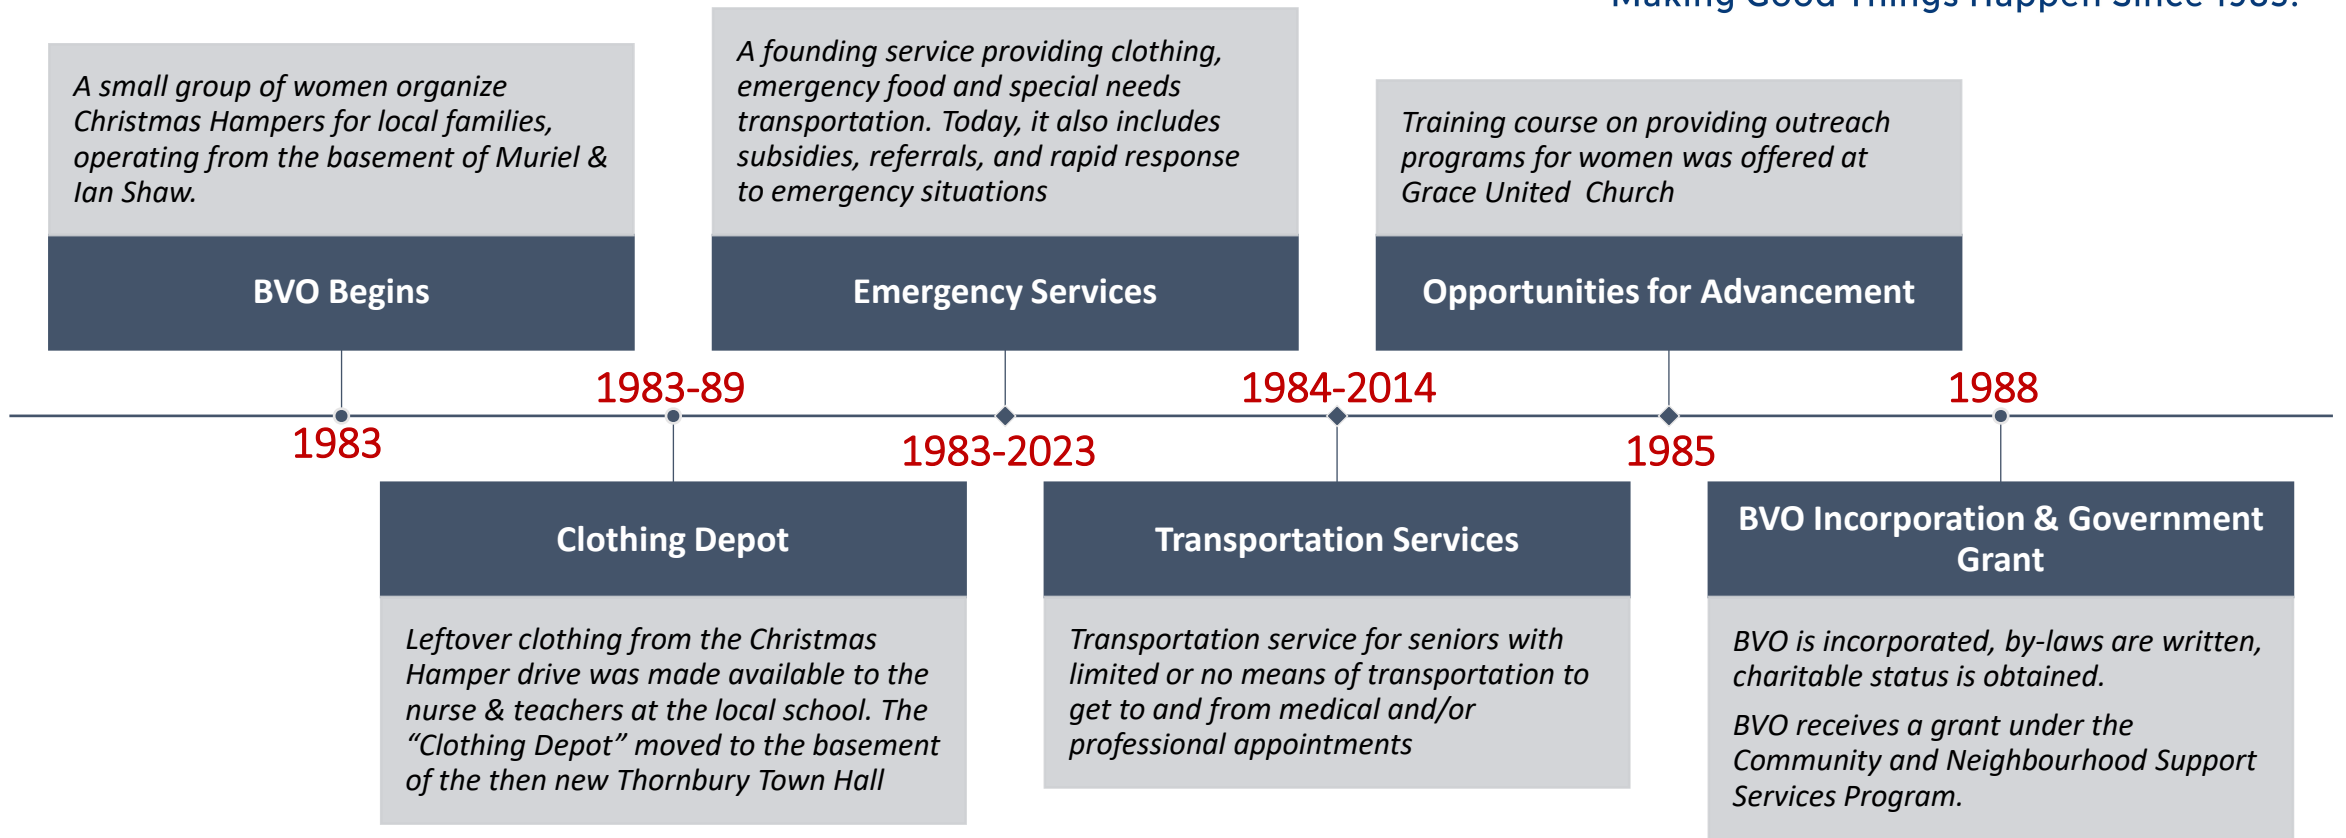 Making Good Things Happen Since 1983.
A small group of women organize
Christmas Hampers for local families,
operating from the basement of Muriel &
Ian Shaw.
BVO Begins
1983
1983-89
Clothing Depot
Leftover clothing from the Christmas
Hamper drive was made available to the
nurse & teachers at the local school. The
“Clothing Depot” moved to the basement
of the then new Thornbury Town Hall
A founding service providing clothing,
emergency food and special needs
transportation. Today, it also includes
subsidies, referrals, and rapid response
to emergency situations
Emergency Services
1983-2023
1984-2014
Transportation Services
Transportation service for seniors with
limited or no means of transportation to
get to and from medical and/or
professional appointments
Training course on providing outreach
programs for women was offered at
Grace United  Church
Opportunities for Advancement
1985
1988
BVO Incorporation & Government
Grant
BVO is incorporated, by-laws are written,
charitable status is obtained.
BVO receives a grant under the
Community and Neighbourhood Support
Services Program.